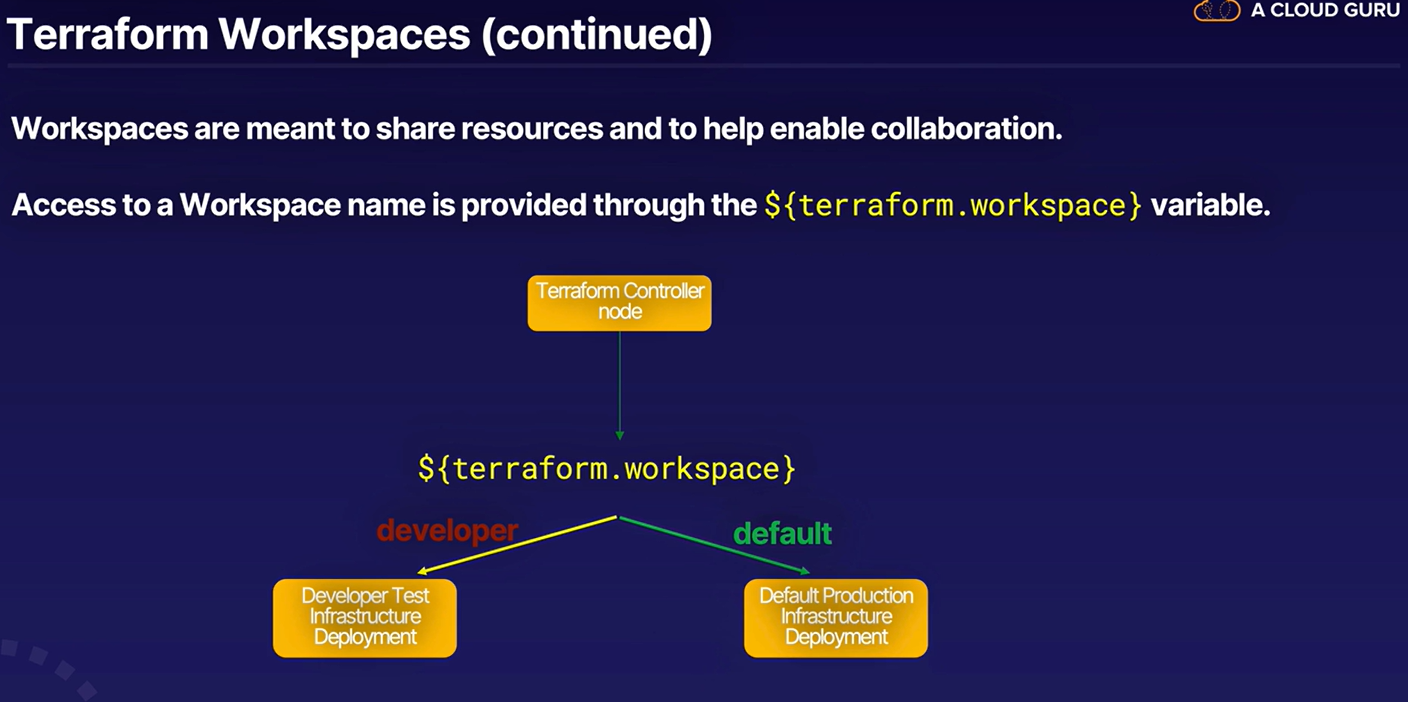 A CLOUD GURU
Terraform Workspaces (continued)
Workspaces are meant to share resources and to help enable collaboration.
Access to a Workspace name is provided through the ${terraform.workspace} variable.
Terraform Controller
node
${terraform.workspace}
developer
default
Developer Test
Infrastructure
Deployment
Default Production
Infrastructure
Deployment